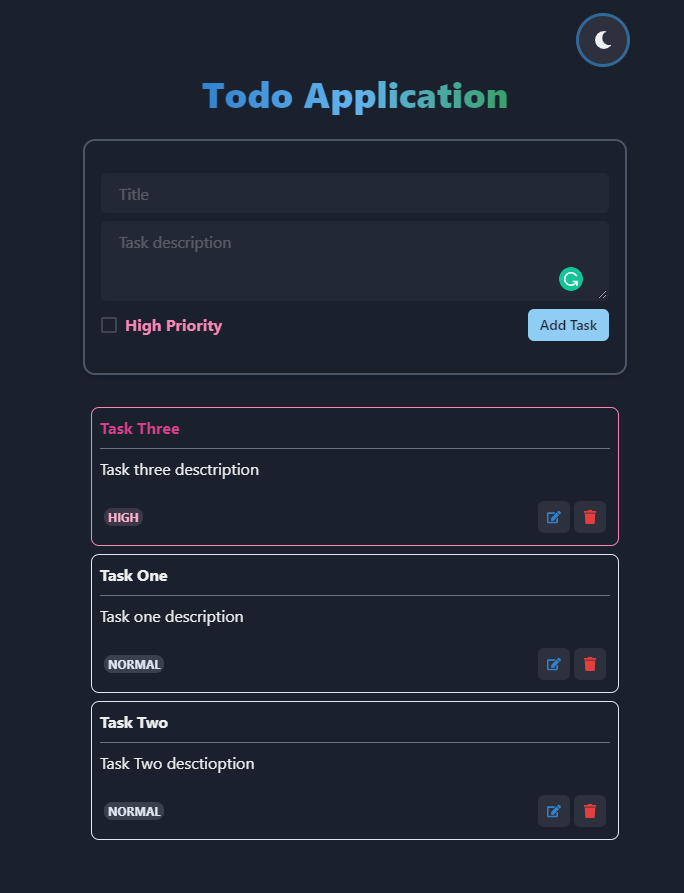 Todo Application
Title
Task description
High Priority
Add Task
Task Three
Task three desctription
HIGH
Task One
Task one description
NORMAL
Task Two
Task Two desctioption
NORMAL